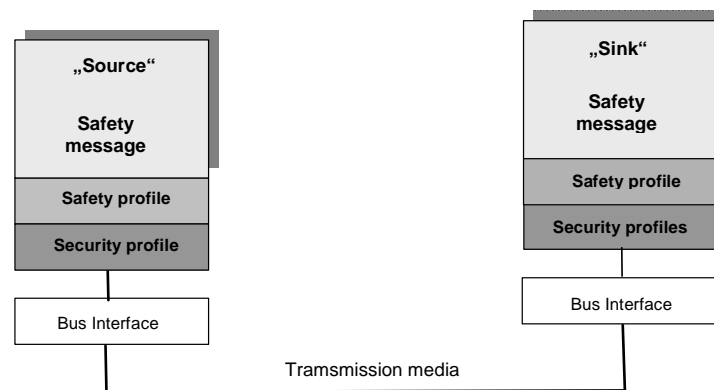 „Source“
Safety
message
Safety profile
Security profile
Bus Interface
„Sink“
Safety
message
Safety profile
Security profiles
Bus Interface
Tramsmission media